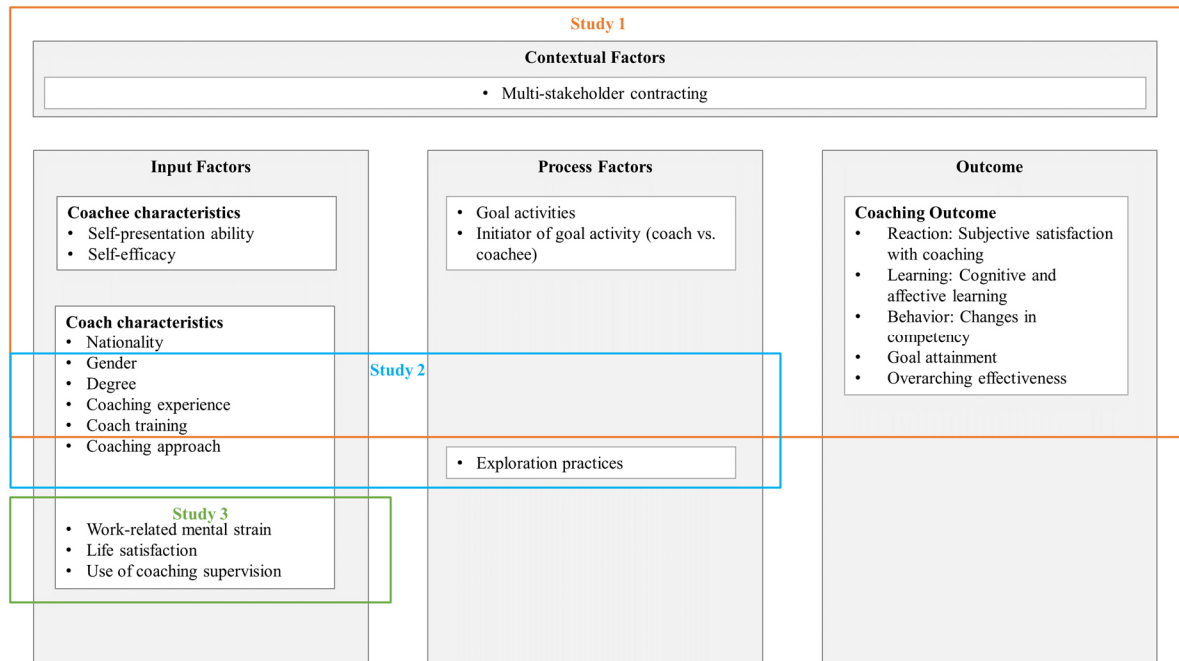 Study 1
Contextual Factors
• Multi-stakeholder contracting
Input Factors
Coachee characteristics
• Self-presentation ability
• Self-efficacy
Coach characteristics
• Nationality
• Gender
• Degree
• Coaching experience
• Coach training
• Coaching approach
Study 2
Study 3
• Work-related mental strain
• Life satisfaction
• Use of coaching supervision
Process Factors
• Goal activities
• Initiator of goal activity (coach vs.
coachee)
• Exploration practices
Outcome
Coaching Outcome
• Reaction: Subjective satisfaction
with coaching
• Learning: Cognitive and
affective learning
• Behavior: Changes in
competency
• Goal attainment
• Overarching effectiveness